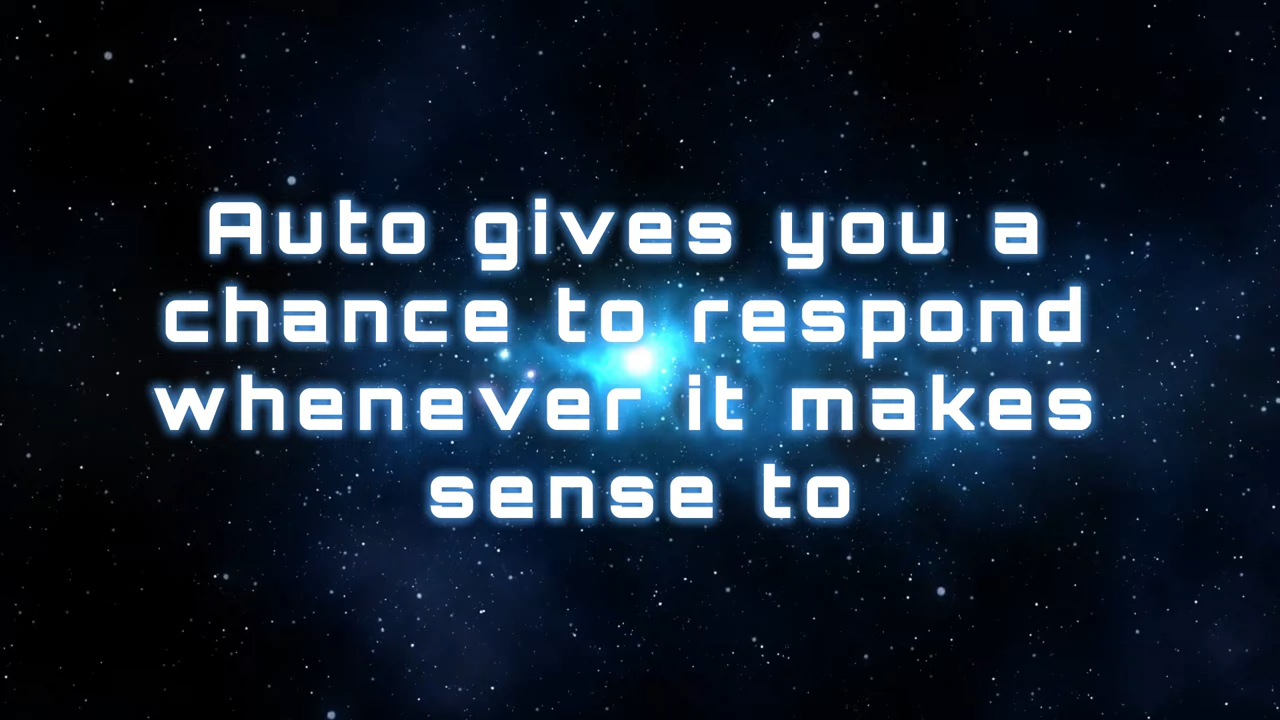 Auto gives you a
chance to respond
whenever it makes
sense to